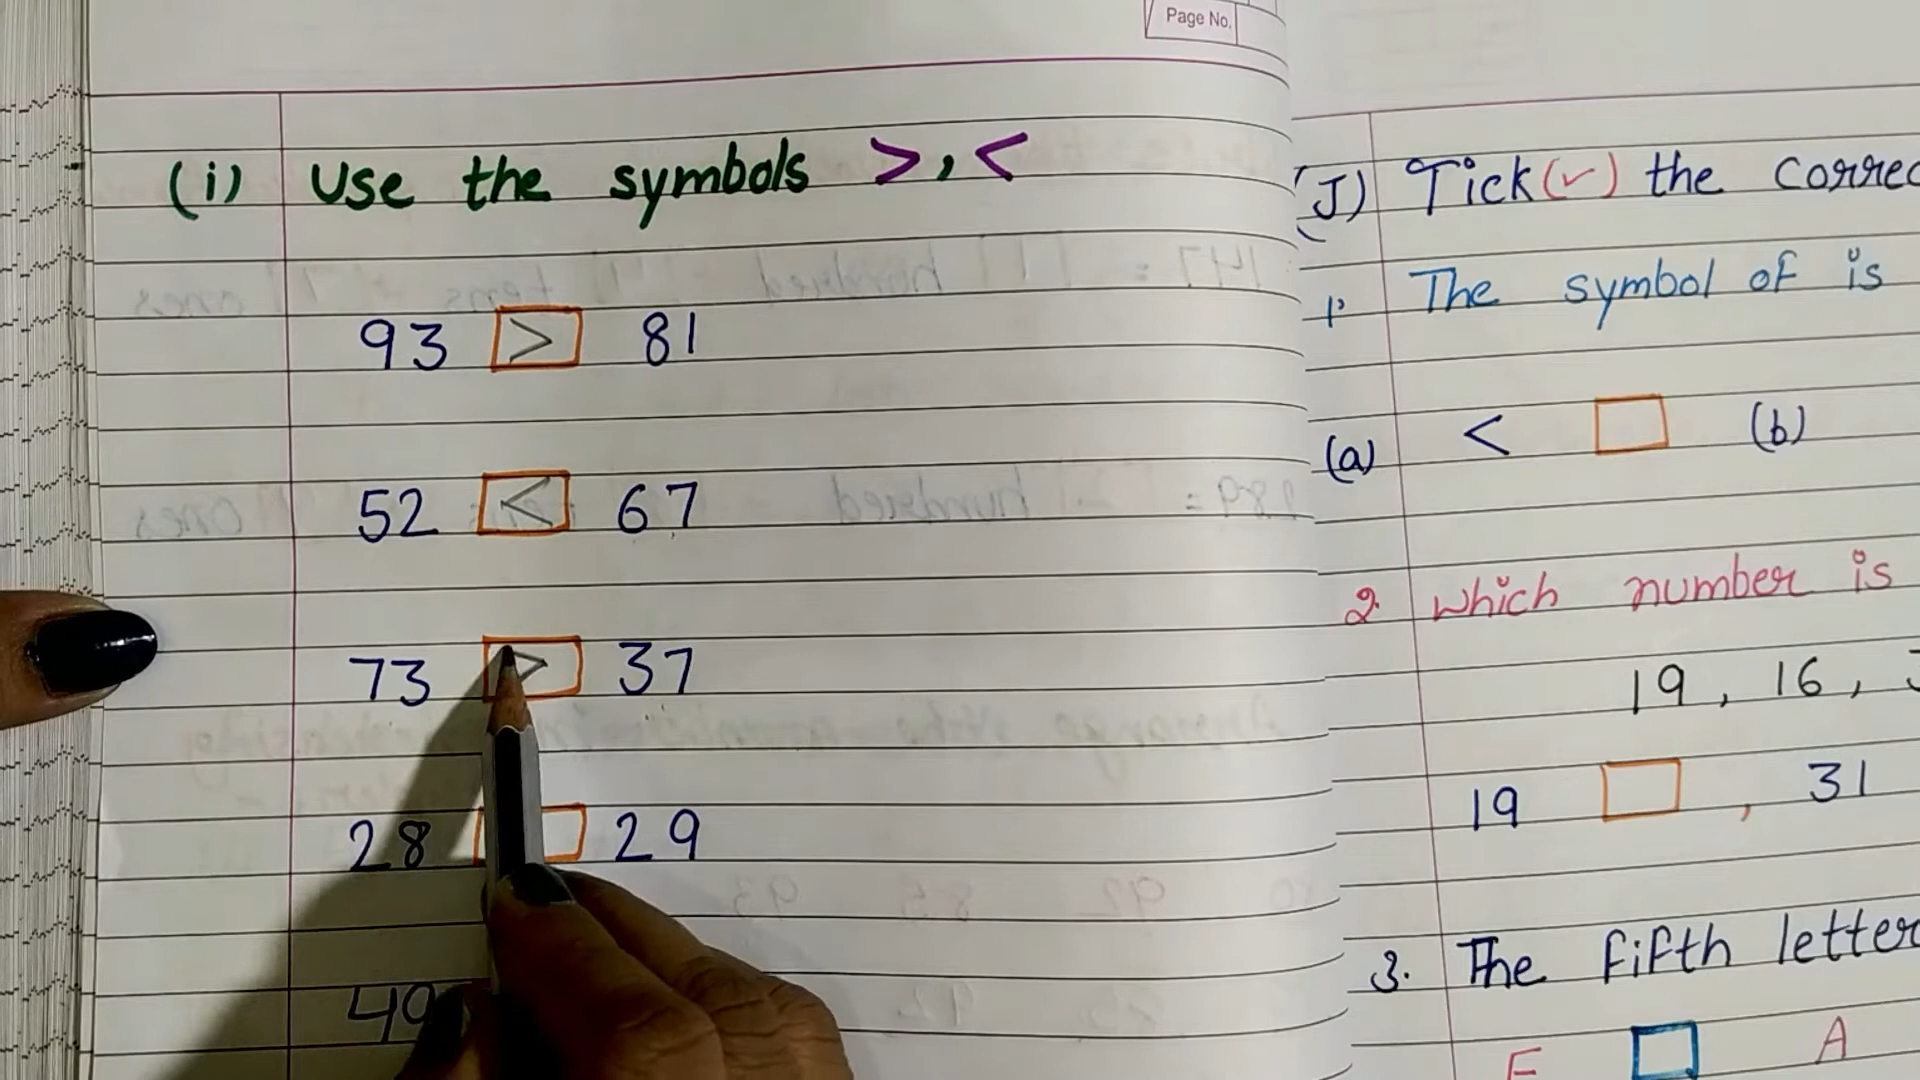 Page No.
(i) Use the symbols >, <
93 > 81
52 < 67
73 > 37
28 29
40
(J) Tick (✓) the correc
1. The symbol of is
(a) < (b)
2. which number is
19, 16,
19 , 31
3. The fifth letter
E A